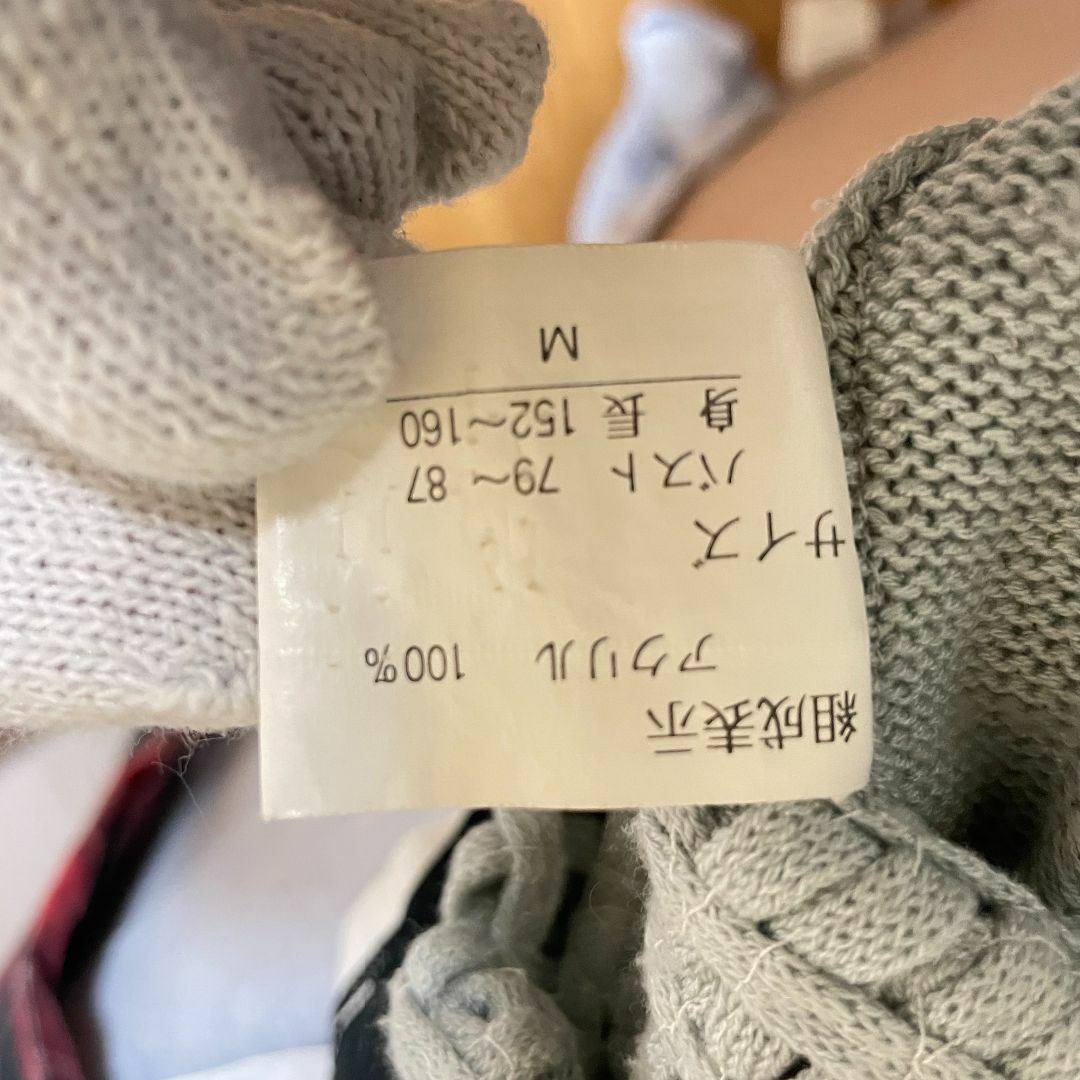 組成表示
アクリル 100%
サイズ
バスト 79～87
身長 152～160
M